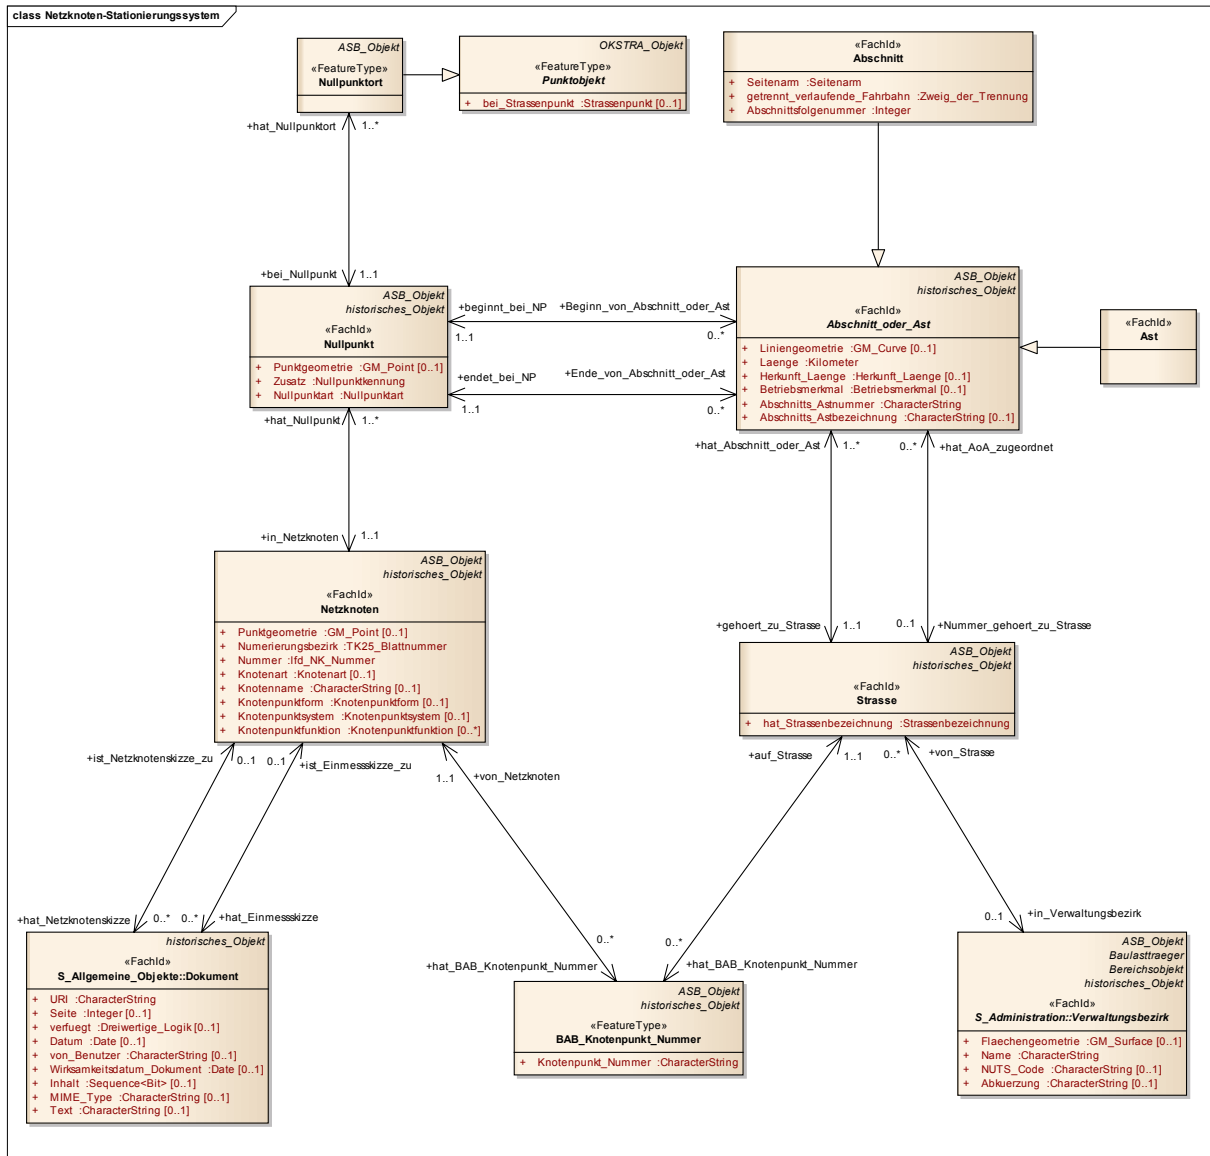 class Netzknoten-Stationierungssystem
ASB_Objekt
«FeatureType»
Nullpunktort
OKSTRA_Objekt
«FeatureType»
Punktobjekt
+ bei_Strassenpunkt :Strassenpunkt [0..1]
«FachId»
Abschnitt
+ Seitenarm :Seitenarm
+ getrennt_verlaufende_Fahrbahn :Zweig_der_Trennung
+ Abschnittsfolgenummer :Integer
+hat_Nullpunktort 1..*
+bei_Nullpunkt 1..1
ASB_Objekt
historisches_Objekt
«FachId»
Nullpunkt
+ Punktgeometrie :GM_Point [0..1]
+ Zusatz :Nullpunktkennung
+ Nullpunktart :Nullpunktart
+beginnt_bei_NP +Beginn_von_Abschnitt_oder_Ast
1..1 0..*
+endet_bei_NP +Ende_von_Abschnitt_oder_Ast
1..1 0..*
ASB_Objekt
historisches_Objekt
«FachId»
Abschnitt_oder_Ast
+ Liniengeometrie :GM_Curve [0..1]
+ Laenge :Kilometer
+ Herkunft_Laenge :Herkunft_Laenge [0..1]
+ Betriebsmerkmal :Betriebsmerkmal [0..1]
+ Abschnitts_Astnummer :CharacterString
+ Abschnitts_Astbezeichnung :CharacterString [0..1]
«FachId»
Ast
+hat_Nullpunkt 1..*
+in_Netzknoten 1..1
+hat_Abschnitt_oder_Ast 1..*
0..* +hat_AoA_zugeordnet
+gehoert_zu_Strasse 1..1
0..1 +Nummer_gehoert_zu_Strasse
ASB_Objekt
historisches_Objekt
«FachId»
Netzknoten
+ Punktgeometrie :GM_Point [0..1]
+ Numerierungsbezirk :TK25_Blattnummer
+ Nummer :lfd_NK_Nummer
+ Knotenart :Knotenart [0..1]
+ Knotenname :CharacterString [0..1]
+ Knotenpunktform :Knotenpunktform [0..1]
+ Knotenpunktsystem :Knotenpunktsystem [0..1]
+ Knotenpunktfunktion :Knotenpunktfunktion [0..*]
ASB_Objekt
historisches_Objekt
«FachId»
Strasse
+ hat_Strassenbezeichnung :Strassenbezeichnung
+ist_Netzknotenskizze_zu 0..1
0..1 +ist_Einmessskizze_zu
1..1 +von_Netzknoten
+auf_Strasse 1..1
0..* +von_Strasse
+hat_Netzknotenskizze 0..*
0..* +hat_Einmessskizze
0..*
+hat_BAB_Knotenpunkt_Nummer
0..*
+hat_BAB_Knotenpunkt_Nummer
0..1 +in_Verwaltungsbezirk
historisches_Objekt
«FachId»
S_Allgemeine_Objekte::Dokument
+ URI :CharacterString
+ Seite :Integer [0..1]
+ verfuegt :Dreiwertige_Logik [0..1]
+ Datum :Date [0..1]
+ von_Benutzer :CharacterString [0..1]
+ Wirksamkeitsdatum_Dokument :Date [0..1]
+ Inhalt :Sequence<Bit> [0..1]
+ MIME_Type :CharacterString [0..1]
+ Text :CharacterString [0..1]
ASB_Objekt
historisches_Objekt
«FeatureType»
BAB_Knotenpunkt_Nummer
+ Knotenpunkt_Nummer :CharacterString
ASB_Objekt
Baulasttraeger
Bereichsobjekt
historisches_Objekt
«FachId»
S_Administration::Verwaltungsbezirk
+ Flaechengeometrie :GM_Surface [0..1]
+ Name :CharacterString
+ NUTS_Code :CharacterString [0..1]
+ Abkuerzung :CharacterString [0..1]